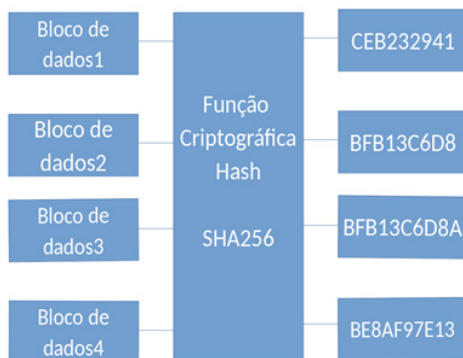 Bloco de
dados1
Bloco de
dados2
Bloco de
dados3
Bloco de
dados4
Função
Criptográfica
Hash
SHA256
CEB232941
BFB13C6D8
BFB13C6D8A
BE8AF97E13